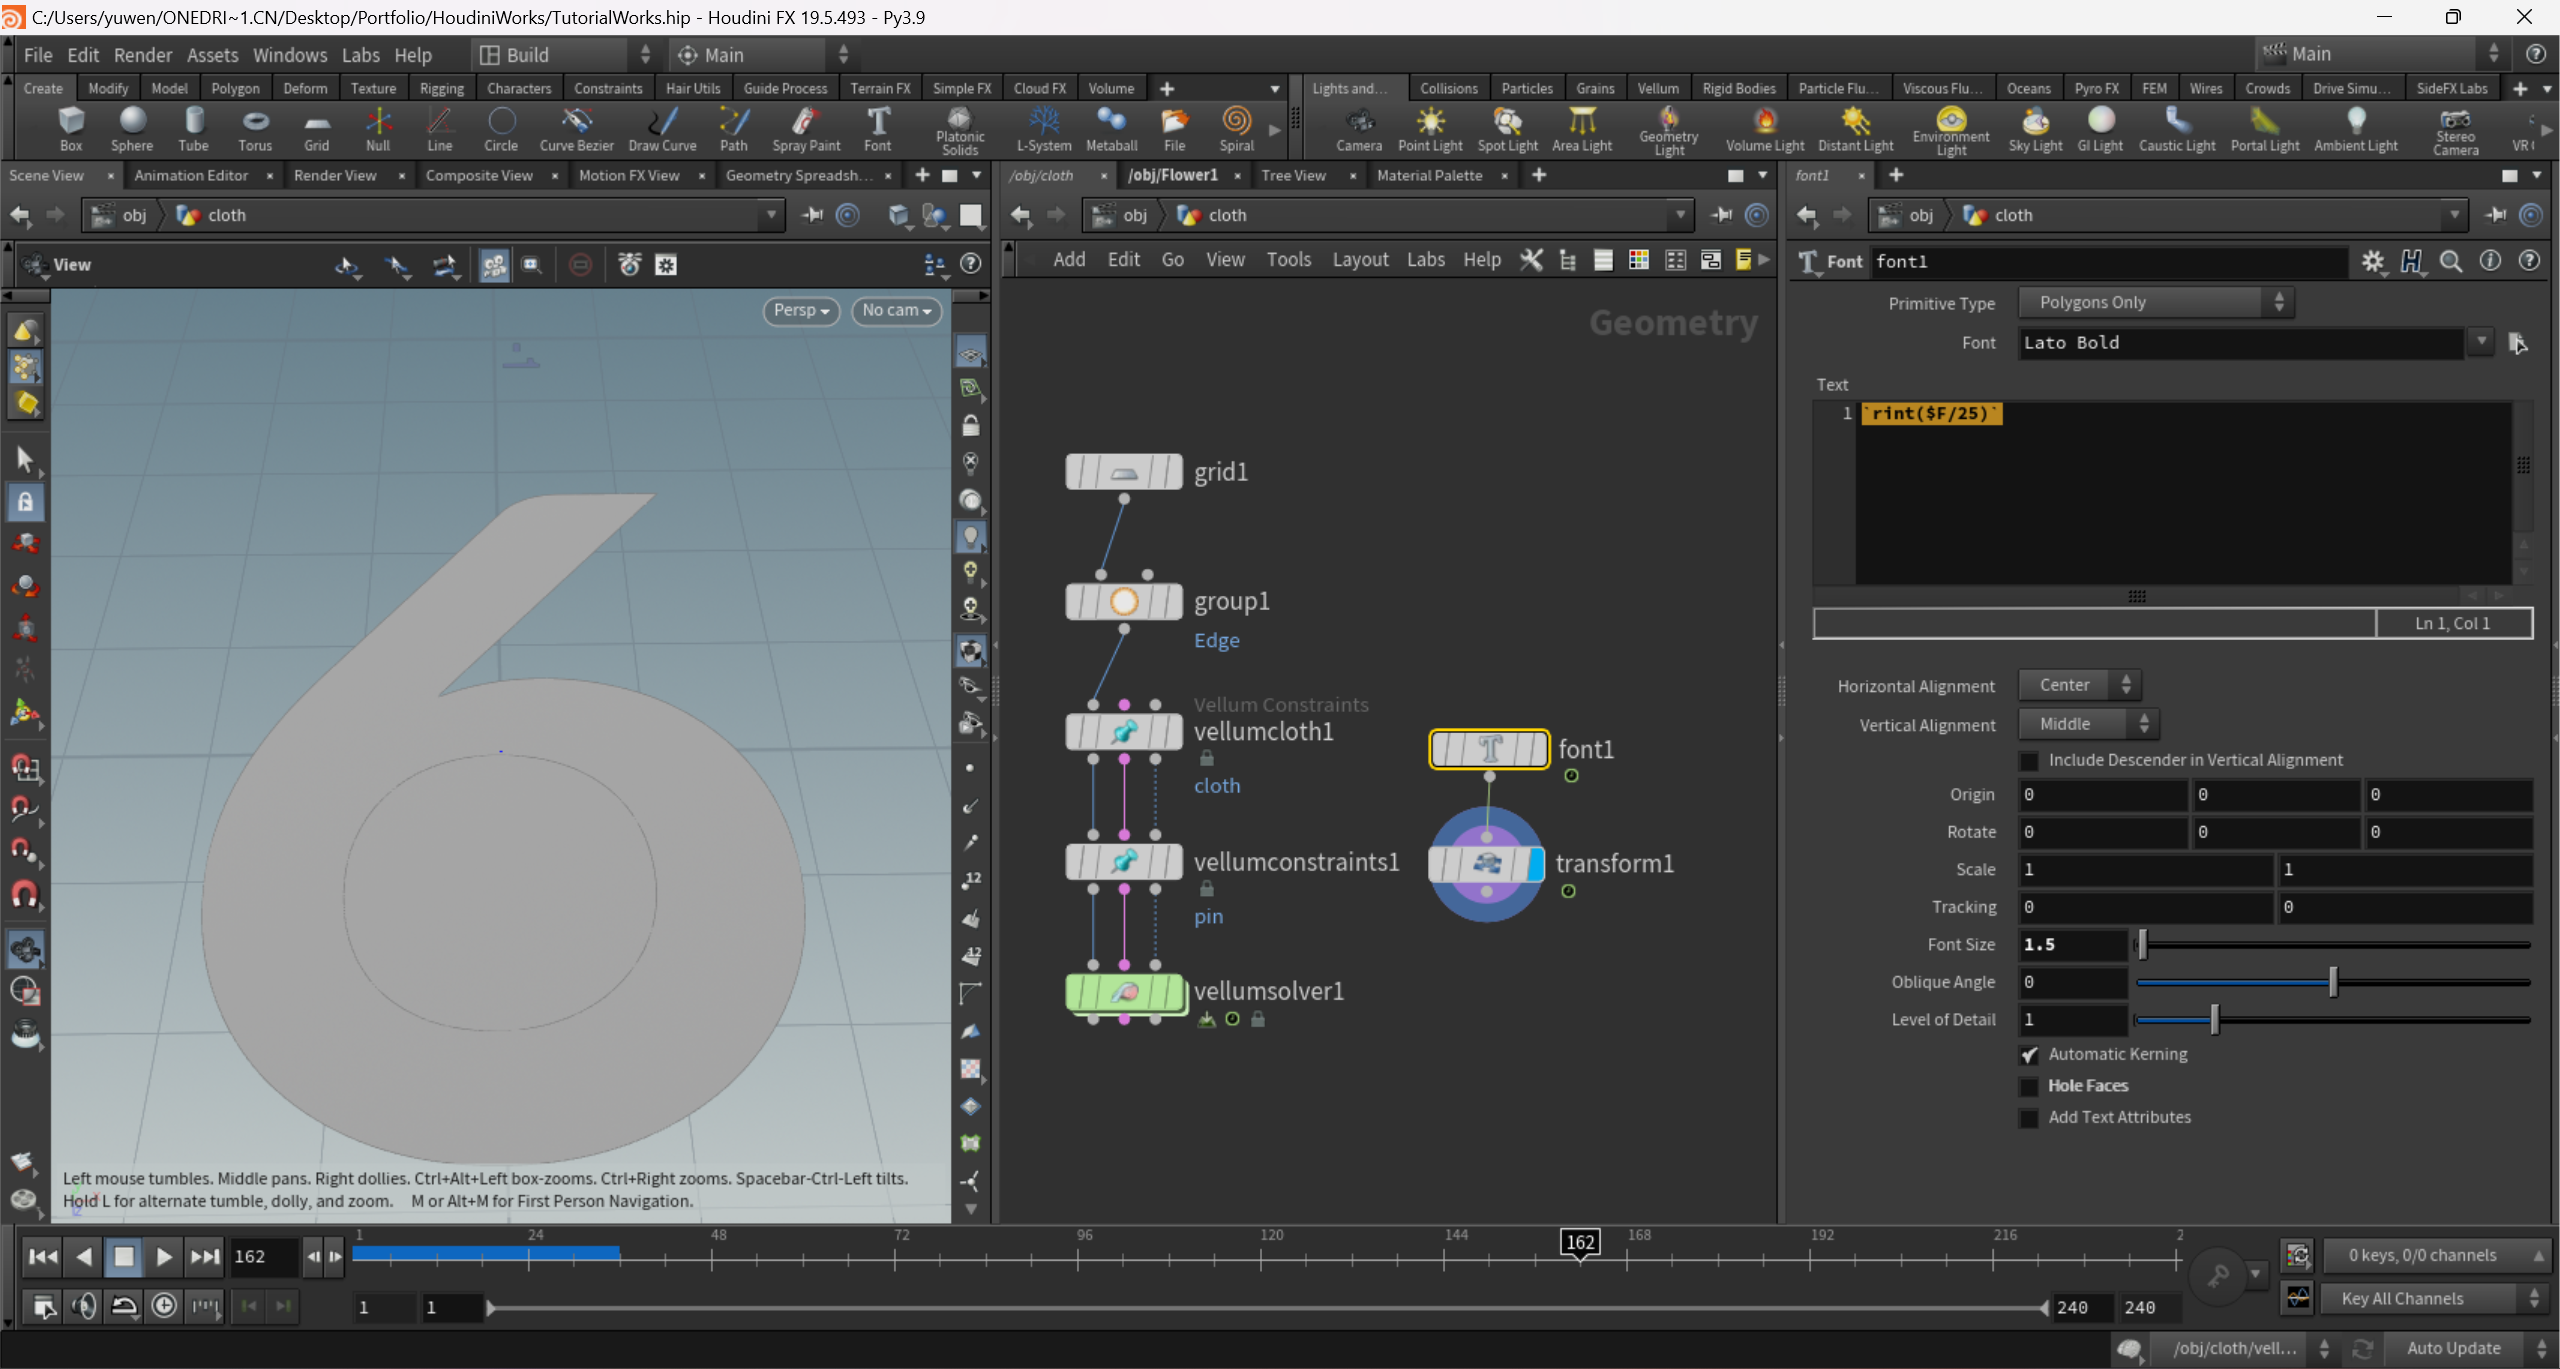 C:/Users/yuwen/ONEDRI~1.CN/Desktop/Portfolio/HoudiniWorks/TutorialWorks.hip - Houdini FX 19.5.493 - Py3.9
File Edit Render Assets Windows Labs Help Build Main Main
Create Modify Model Polygon Deform Texture Rigging Characters Constraints Hair Utils Guide Process Terrain FX Simple FX Cloud FX Volume
Lights and... Collisions Particles Grains Vellum Rigid Bodies Particle Flu... Viscous Flu... Oceans Pyro FX FEM Wires Crowds Drive Simu... SideFX Labs
Box Sphere Tube Torus Grid Null Line Circle Curve Bezier Draw Curve Path Spray Paint Font Platonic Solids L-System Metaball File Spiral
Camera Point Light Spot Light Area Light Geometry Light Volume Light Distant Light Environment Light Sky Light GI Light Caustic Light Portal Light Ambient Light Stereo Camera
Scene View Animation Editor Render View Composite View Motion FX View Geometry Spreadsh...
/obj/cloth /obj/Flower1 Tree View Material Palette
font1
obj cloth
obj cloth
obj cloth
View
Add Edit Go View Tools Layout Labs Help
Font font1
Persp No cam
Geometry
Primitive Type Polygons Only
Font Lato Bold
Text
1 `rint($F/25)`
Ln 1, Col 1
grid1
group1
Edge
Vellum Constraints
vellumcloth1
cloth
vellumconstraints1
pin
vellumsolver1
font1
transform1
6
12
12
Horizontal Alignment Center
Vertical Alignment Middle
Include Descender in Vertical Alignment
Origin 0 0 0
Rotate 0 0 0
Scale 1 1
Tracking 0 0
Font Size 1.5
Oblique Angle 0
Level of Detail 1
Automatic Kerning
Hole Faces
Add Text Attributes
Left mouse tumbles. Middle pans. Right dollies. Ctrl+Alt+Left box-zooms. Ctrl+Right zooms. Spacebar-Ctrl-Left tilts.
Hold L for alternate tumble, dolly, and zoom. M or Alt+M for First Person Navigation.
162
1 24 48 72 96 120 144 162 168 192 216 2
0 keys, 0/0 channels
1 1 240 240
Key All Channels
/obj/cloth/vell... Auto Update